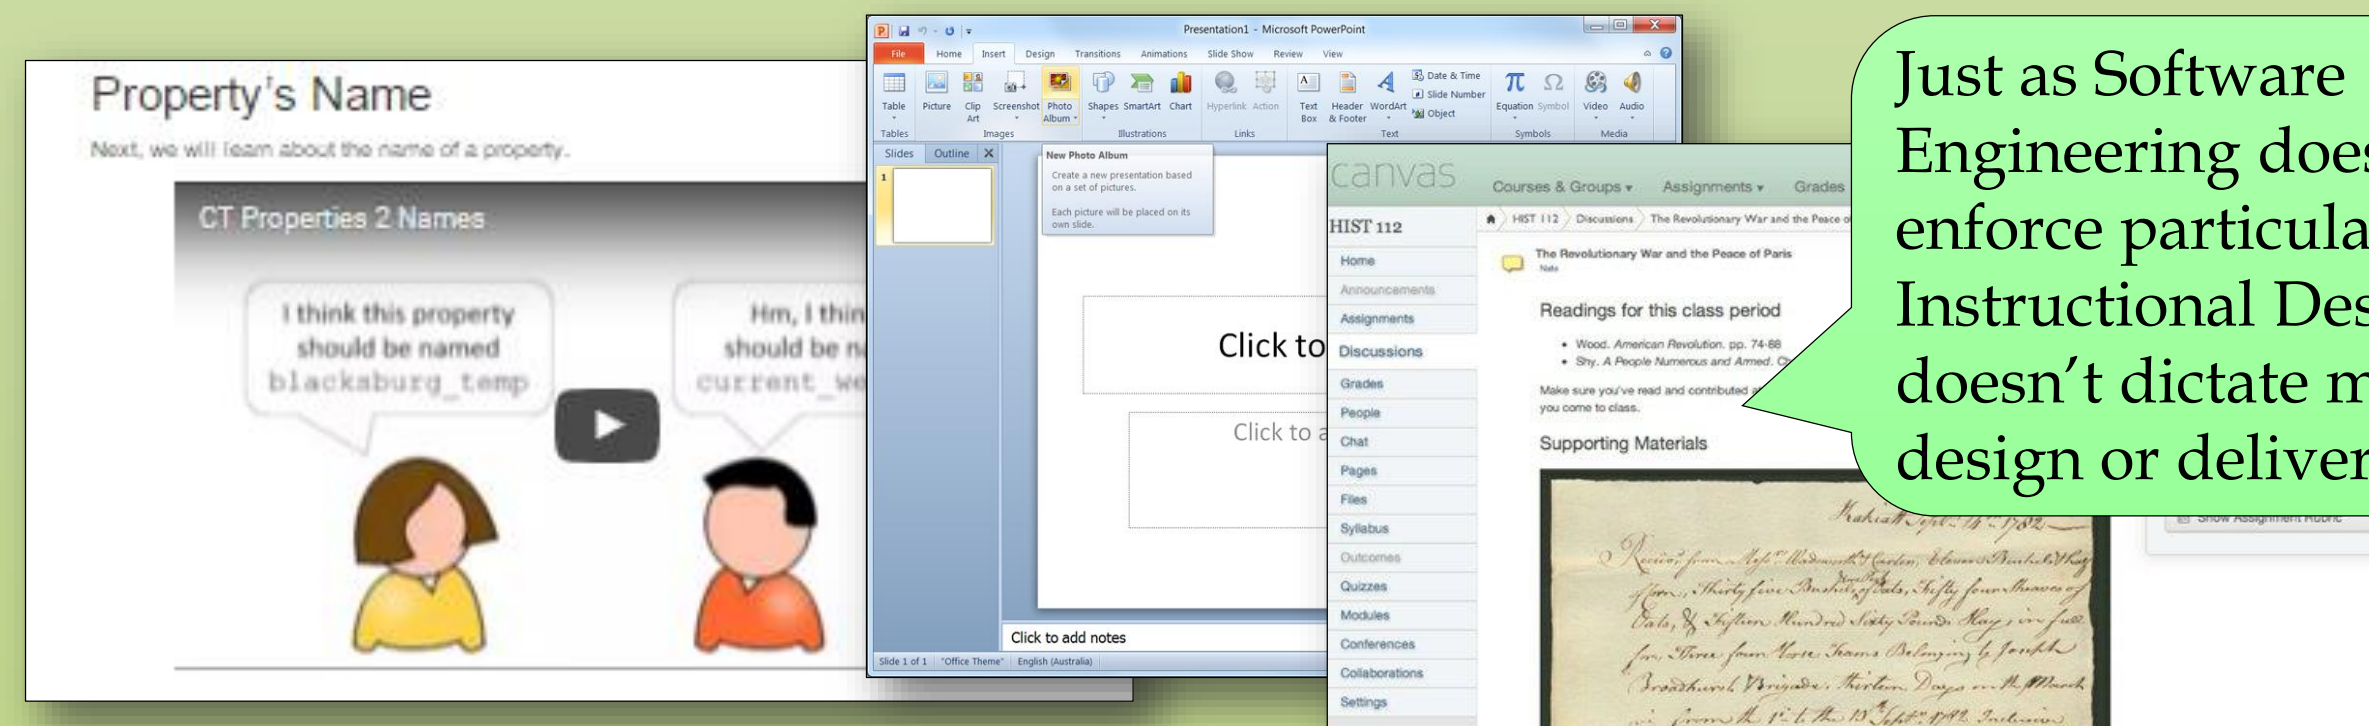 Property's Name
Next, we will learn about the name of a property.
CT Properties 2 Names
I think this property
should be named
blacksburg_temp
Hm, I thin
should be n
current_we
Presentation1 - Microsoft PowerPoint
File Home Insert Design Transitions Animations Slide Show Review View
Table Picture Clip Art Screenshot Photo Album Shapes SmartArt Chart Hyperlink Action Text Box Header & Footer WordArt Date & Time Slide Number Object Equation Symbol Video Audio
Tables Images Illustrations Links Text Symbols Media
Slides Outline
1
New Photo Album
Create a new presentation based
on a set of pictures.
Each picture will be placed on its
own slide.
Click to
Click to a
Click to add notes
Slide 1 of 1 "Office Theme" English (Australia)
canvas
Courses & Groups Assignments Grades
HIST 112
HIST 112 Discussions The Revolutionary War and the Peace o
Home
Announcements
Assignments
Discussions
Grades
People
Chat
Pages
Files
Syllabus
Outcomes
Quizzes
Modules
Conferences
Collaborations
Settings
The Revolutionary War and the Peace of Paris
Nate
Readings for this class period
• Wood. American Revolution. pp. 74-88
• Shy. A People Numerous and Armed.
Make sure you've read and contributed
you come to class.
Supporting Materials
Show Assignment Rubric
Just as Software
Engineering does
enforce particula
Instructional Des
doesn't dictate m
design or deliver